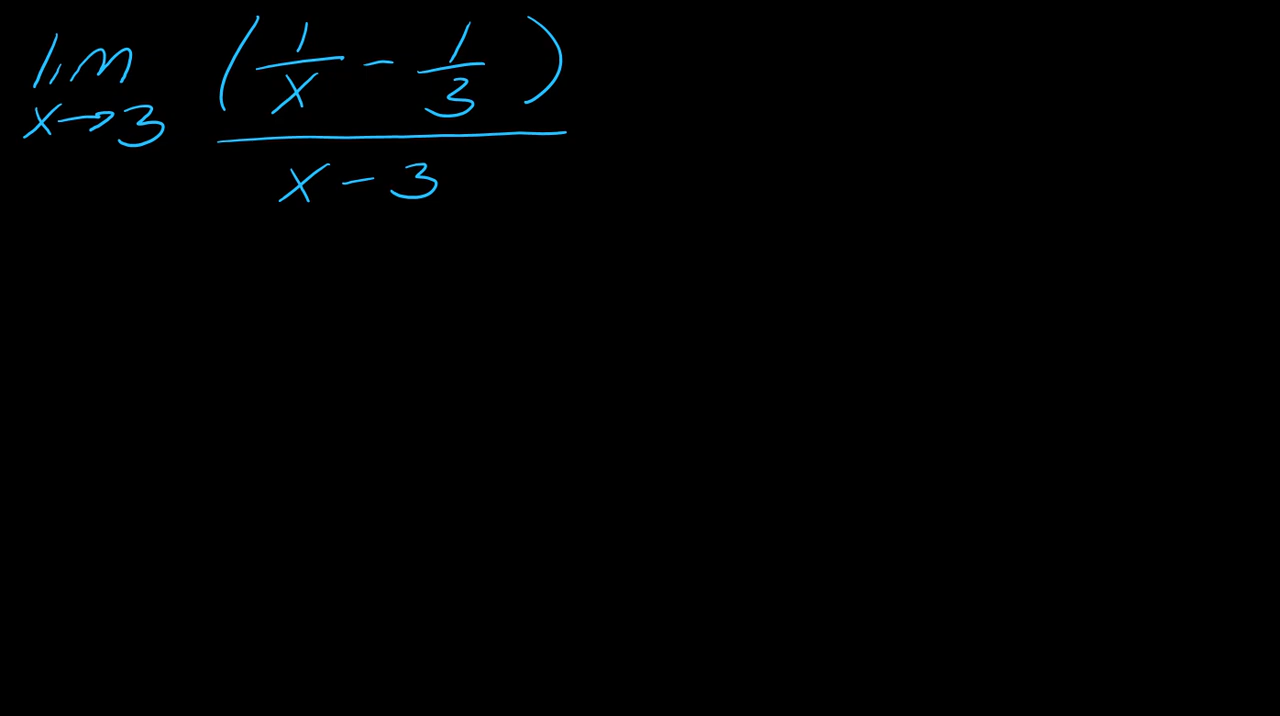 lim (1/x - 1/3)
x→3 x - 3